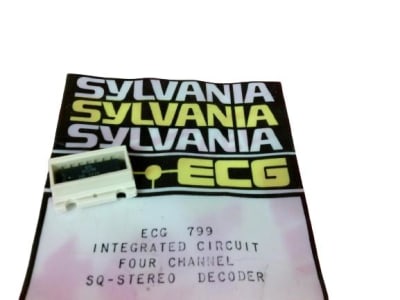 SYLVANIA
SYLVANIA
SYLVANIA
ECG
ECG 799
INTEGRATED CIRCUIT
FOUR CHANNEL
SQ-STEREO DECODER